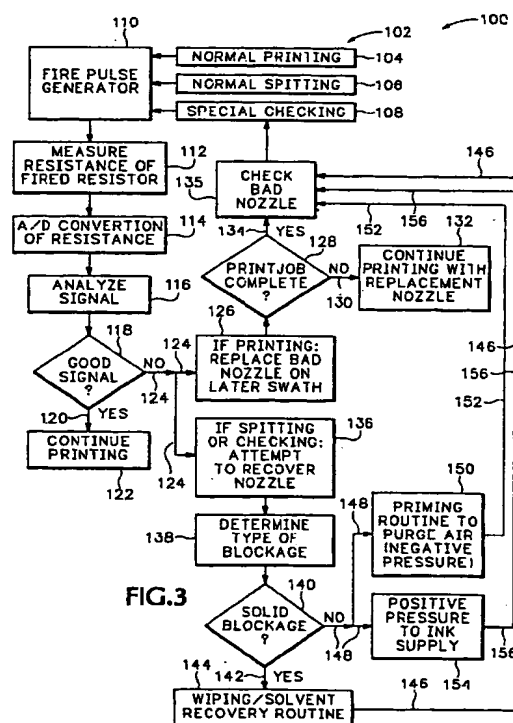 100
102
110
FIRE PULSE
GENERATOR
NORMAL PRINTING
104
NORMAL SPITTING
106
SPECIAL CHECKING
108
MEASURE
RESISTANCE OF
FIRED RESISTOR
112
A/D CONVERTION
OF RESISTANCE
114
ANALYZE
SIGNAL
116
118
GOOD
SIGNAL
?
NO
124
120
YES
CONTINUE
PRINTING
122
124
126
IF PRINTING:
REPLACE BAD
NOZZLE ON
LATER SWATH
128
PRINTJOB
COMPLETE
?
134
YES
NO
130
132
CONTINUE
PRINTING WITH
REPLACEMENT
NOZZLE
135
CHECK
BAD
NOZZLE
146
156
152
146
156
152
124
136
IF SPITTING
OR CHECKING:
ATTEMPT
TO RECOVER
NOZZLE
138
DETERMINE
TYPE OF
BLOCKAGE
140
SOLID
BLOCKAGE
?
NO
148
148
142
YES
150
PRIMING
ROUTINE TO
PURGE AIR
(NEGATIVE
PRESSURE)
POSITIVE
PRESSURE
TO INK
SUPPLY
154
156
144
WIPING/SOLVENT
RECOVERY ROUTINE
146
FIG.3